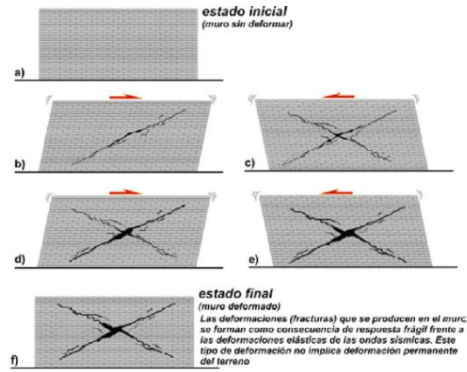 estado inicial
(muro sin deformar)
a)
b)
c)
d)
e)
estado final
(muro deformado)
Las deformaciones (fracturas) que se producen en el muro
se forman como consecuencia de respuesta frágil frente a
las deformaciones elásticas de las ondas sísmicas. Este
tipo de deformación no implica deformación permanente
del terreno
f)